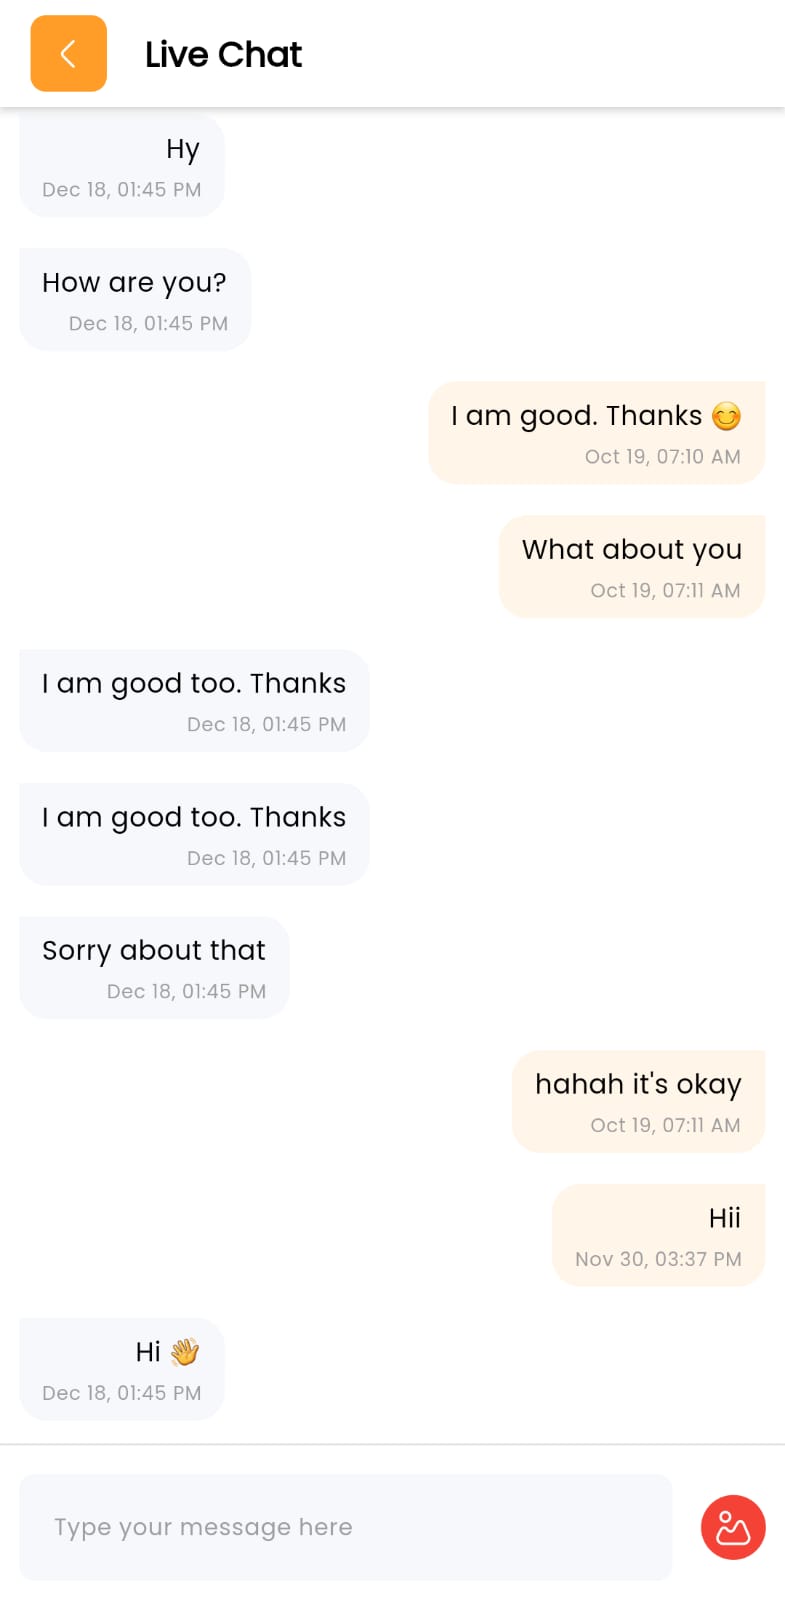 Live Chat
Hy
Dec 18, 01:45 PM
How are you?
Dec 18, 01:45 PM
I am good. Thanks 😊
Oct 19, 07:10 AM
What about you
Oct 19, 07:11 AM
I am good too. Thanks
Dec 18, 01:45 PM
I am good too. Thanks
Dec 18, 01:45 PM
Sorry about that
Dec 18, 01:45 PM
hahah it's okay
Oct 19, 07:11 AM
Hii
Nov 30, 03:37 PM
Hi 👋
Dec 18, 01:45 PM
Type your message here